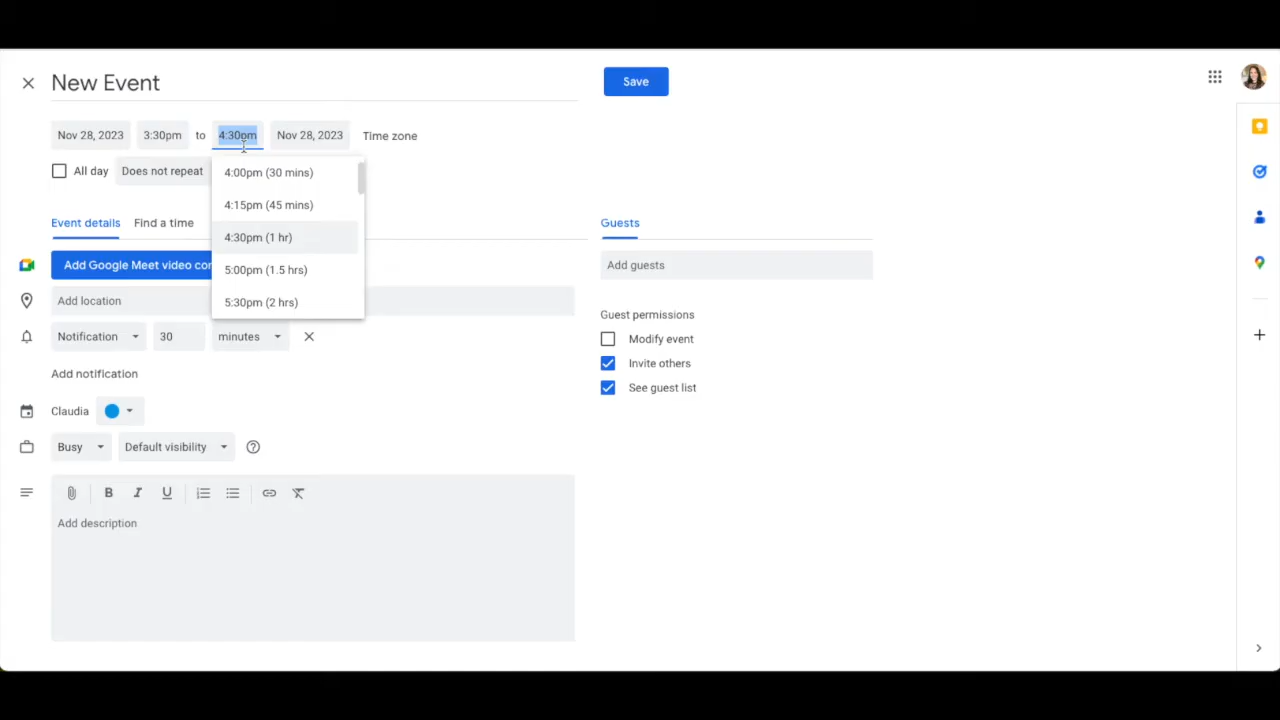 New Event
Save
Nov 28, 2023 3:30pm to 4:30pm Nov 28, 2023 Time zone
All day Does not repeat
4:00pm (30 mins)
4:15pm (45 mins)
4:30pm (1 hr)
5:00pm (1.5 hrs)
5:30pm (2 hrs)
Event details Find a time
Add Google Meet video con
Add location
Notification 30 minutes
Add notification
Claudia
Busy Default visibility
B I U
Add description
Guests
Add guests
Guest permissions
Modify event
Invite others
See guest list